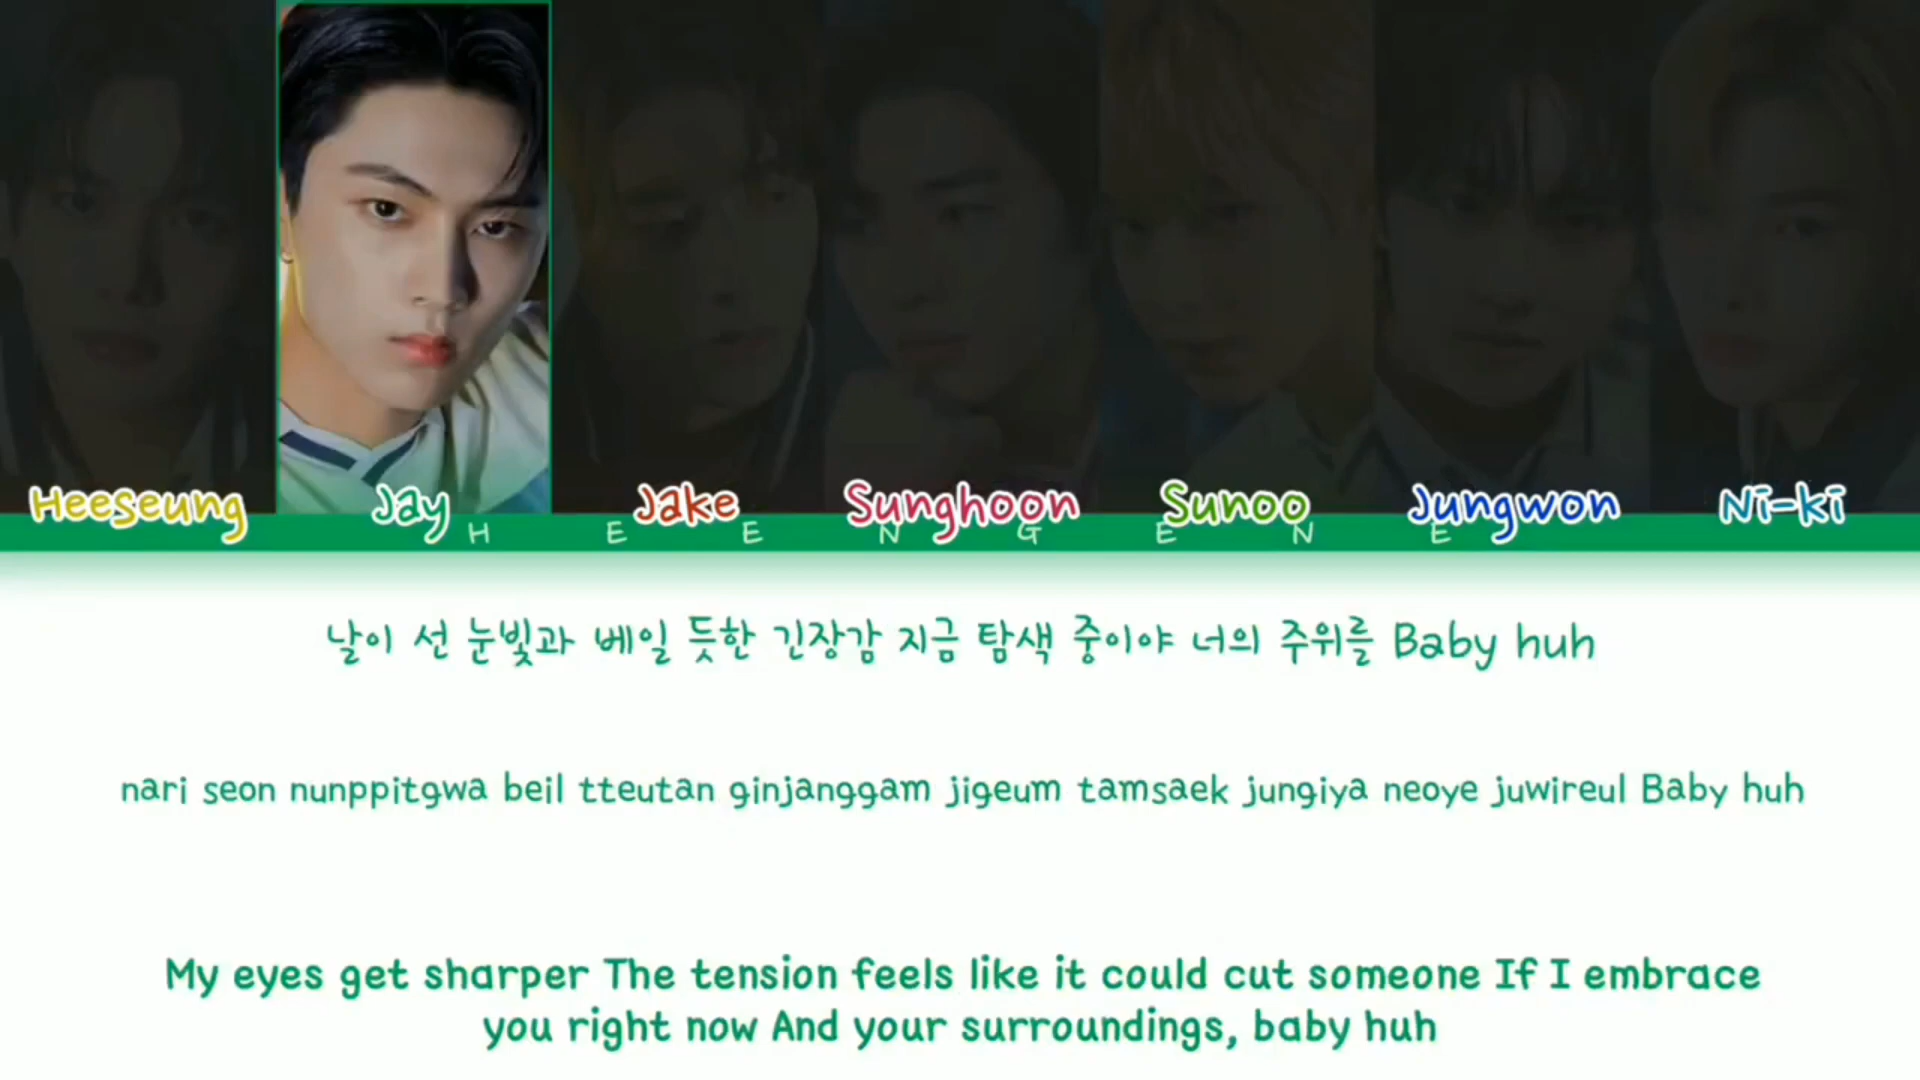 Heeseung Jay Jake Sunghoon Sunoo Jungwon Ni-ki
H E E N G E N E
날이 선 눈빛과 베일 듯한 긴장감 지금 탐색 중이야 너의 주위를 Baby huh
nari seon nunppitgwa beil tteutan ginjanggam jigeum tamsaek jungiya neoye juwireul Baby huh
My eyes get sharper The tension feels like it could cut someone If I embrace
you right now And your surroundings, baby huh